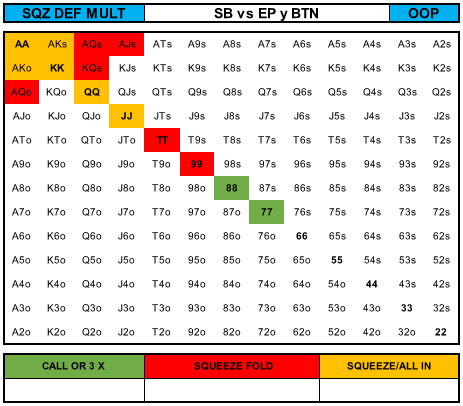 SQZ DEF MULT SB vs EP y BTN OOP
AA AKs AQs AJs ATs A9s A8s A7s A6s A5s A4s A3s A2s
AKo KK KQs KJs KTs K9s K8s K7s K6s K5s K4s K3s K2s
AQo KQo QQ QJs QTs Q9s Q8s Q7s Q6s Q5s Q4s Q3s Q2s
AJo KJo QJo JJ JTs J9s J8s J7s J6s J5s J4s J3s J2s
ATo KTo QTo JTo TT T9s T8s T7s T6s T5s T4s T3s T2s
A9o K9o Q9o J9o T9o 99 98s 97s 96s 95s 94s 93s 92s
A8o K8o Q8o J8o T8o 98o 88 87s 86s 85s 84s 83s 82s
A7o K7o Q7o J7o T7o 97o 87o 77 76s 75s 74s 73s 72s
A6o K6o Q6o J6o T6o 96o 86o 76o 66 65s 64s 63s 62s
A5o K5o Q5o J5o T5o 95o 85o 75o 65o 55 54s 53s 52s
A4o K4o Q4o J4o T4o 94o 84o 74o 64o 54o 44 43s 42s
A3o K3o Q3o J3o T3o 93o 83o 73o 63o 53o 43o 33 32s
A2o K2o Q2o J2o T2o 92o 82o 72o 62o 52o 42o 32o 22
CALL OR 3 X SQUEEZE FOLD SQUEEZE/ALL IN